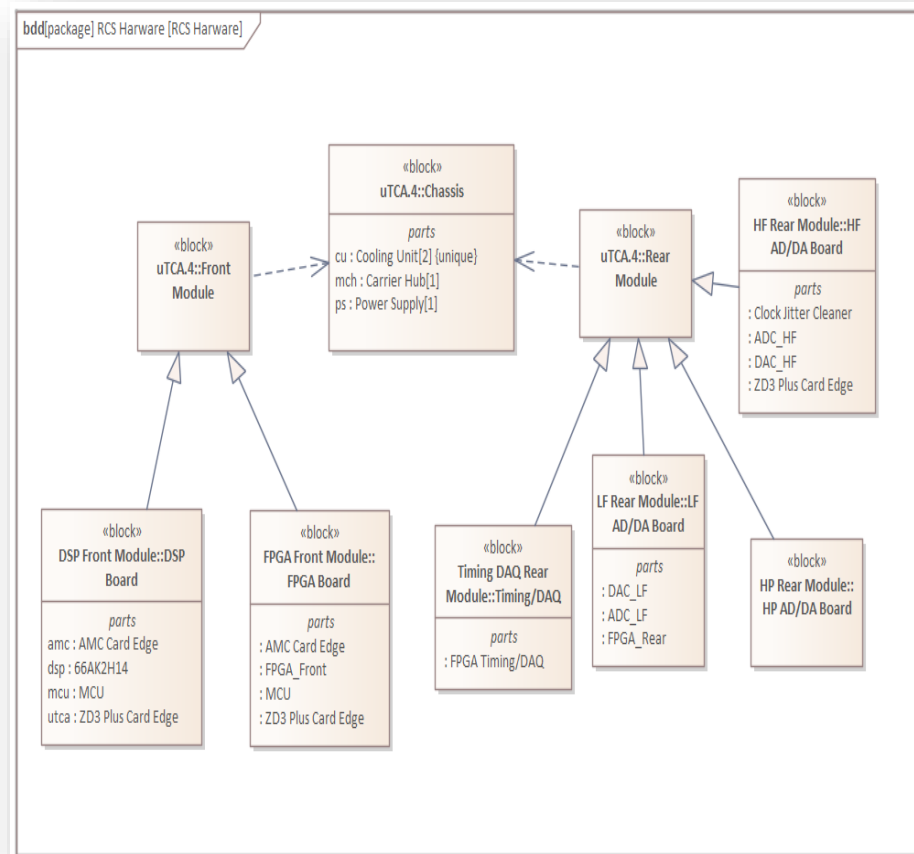 bdd[package] RCS Harware [RCS Harware]
«block»
uTCA.4::Chassis
parts
cu : Cooling Unit[2] {unique}
mch : Carrier Hub[1]
ps : Power Supply[1]
«block»
uTCA.4::Front
Module
«block»
uTCA.4::Rear
Module
«block»
HF Rear Module::HF
AD/DA Board
parts
: Clock Jitter Cleaner
: ADC_HF
: DAC_HF
: ZD3 Plus Card Edge
«block»
DSP Front Module::DSP
Board
parts
amc : AMC Card Edge
dsp : 66AK2H14
mcu : MCU
utca : ZD3 Plus Card Edge
«block»
FPGA Front Module::
FPGA Board
parts
: AMC Card Edge
: FPGA_Front
: MCU
: ZD3 Plus Card Edge
«block»
Timing DAQ Rear
Module::Timing/DAQ
parts
: FPGA Timing/DAQ
«block»
LF Rear Module::LF
AD/DA Board
parts
: DAC_LF
: ADC_LF
: FPGA_Rear
«block»
HP Rear Module::
HP AD/DA Board